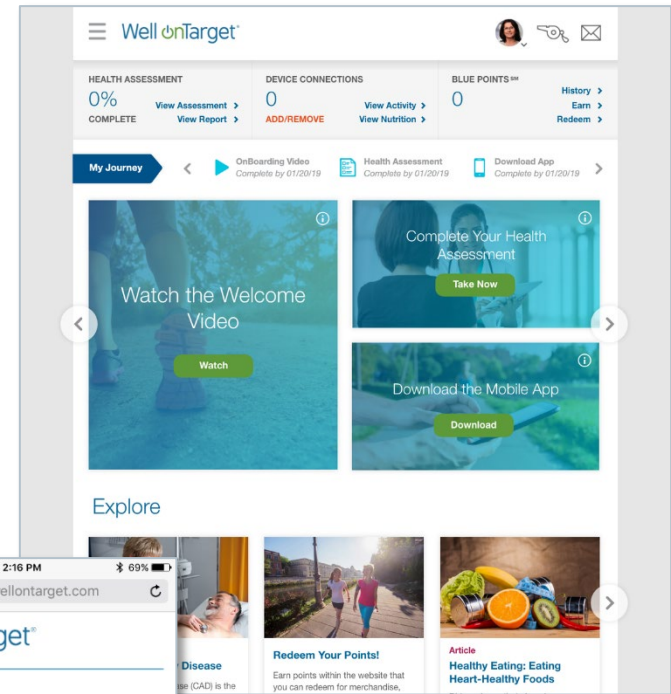 Well onTarget®
HEALTH ASSESSMENT
0%
COMPLETE
View Assessment >
View Report >
DEVICE CONNECTIONS
0
ADD/REMOVE
View Activity >
View Nutrition >
BLUE POINTS℠
0
History >
Earn >
Redeem >
My Journey
OnBoarding Video
Complete by 01/20/19
Health Assessment
Complete by 01/20/19
Download App
Complete by 01/20/19
Watch the Welcome
Video
Watch
Complete Your Health
Assessment
Take Now
Download the Mobile App
Download
Explore
2:16 PM
69%
wellontarget.com
get®
Disease
(CAD) is the
Redeem Your Points!
Earn points within the website that
you can redeem for merchandise,
Article
Healthy Eating: Eating
Heart-Healthy Foods